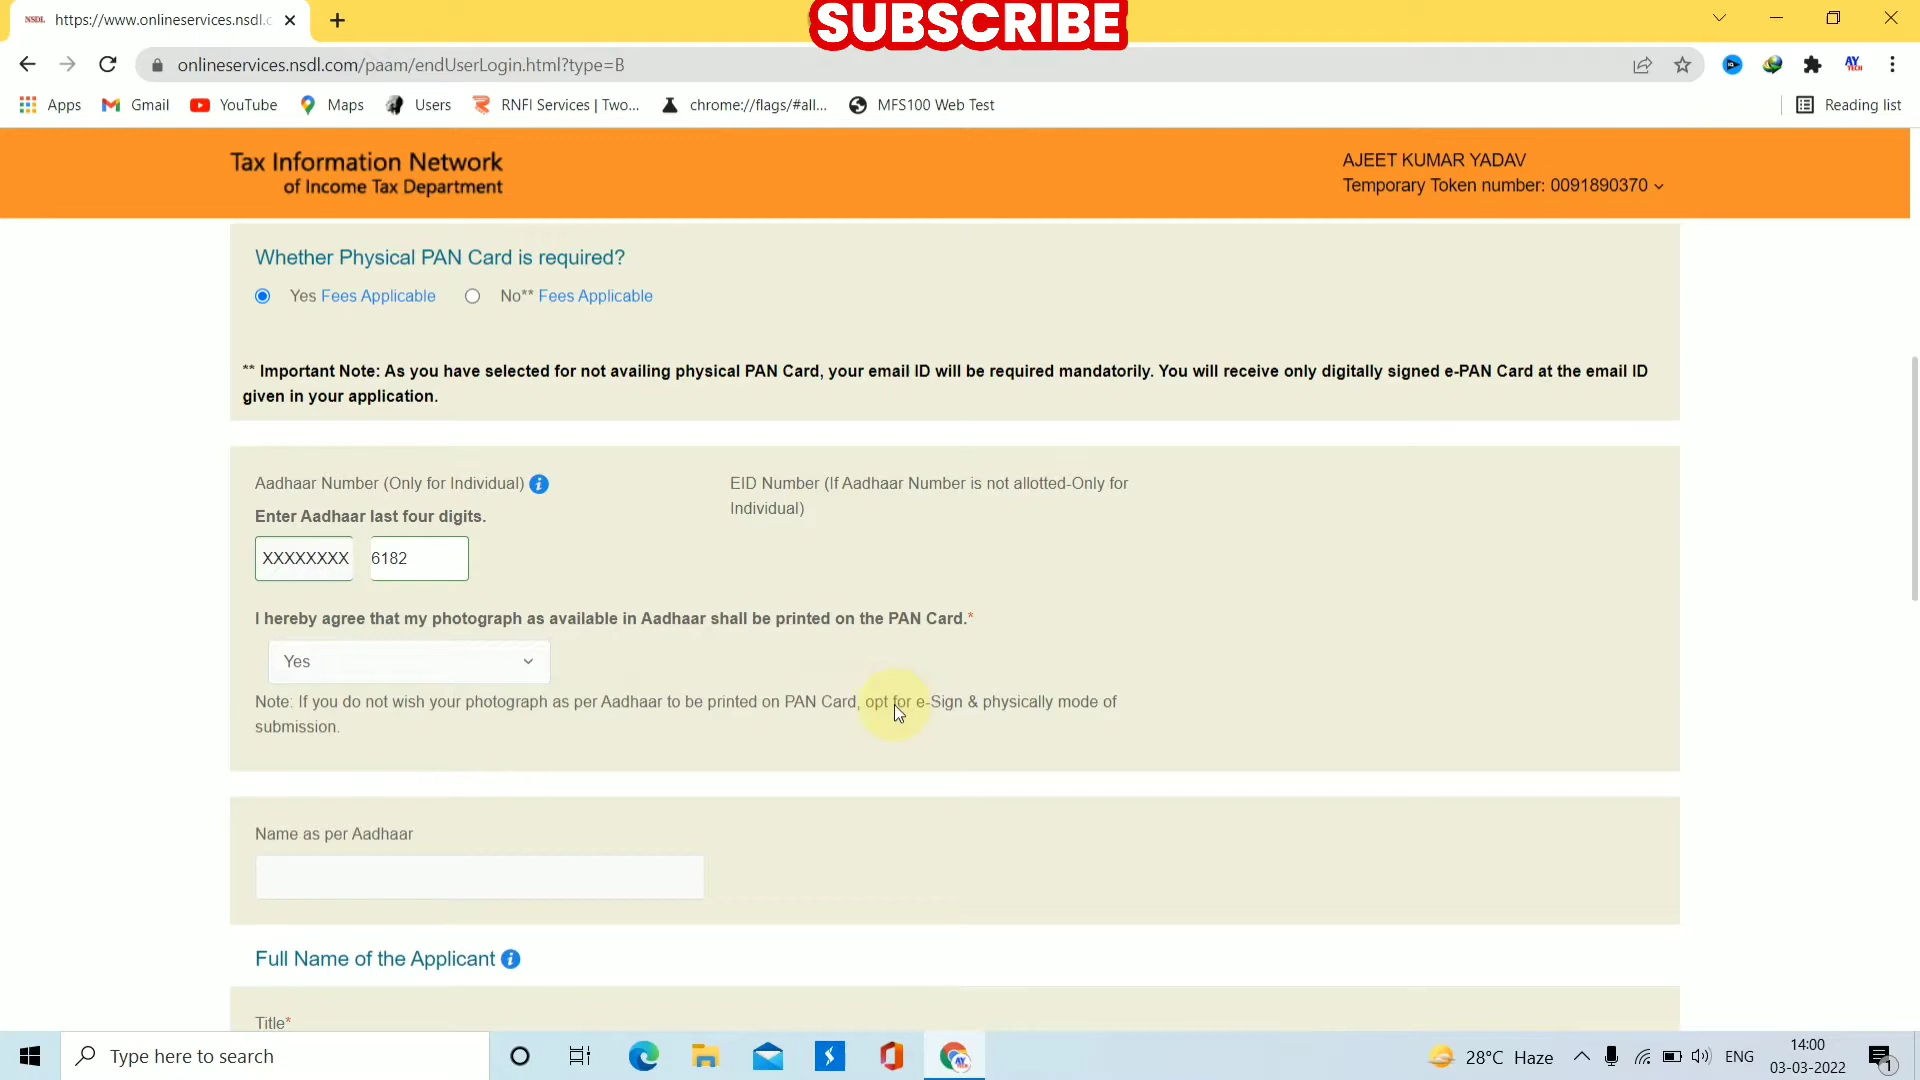 SUBSCRIBE
NSDL https://www.onlineservices.nsdl.c
onlineservices.nsdl.com/paam/endUserLogin.html?type=B
AY TECH
Apps Gmail YouTube Maps Users RNFI Services | Two... chrome://flags/#all... MFS100 Web Test Reading list
Tax Information Network
of Income Tax Department
AJEET KUMAR YADAV
Temporary Token number: 0091890370
Whether Physical PAN Card is required?
Yes Fees Applicable No** Fees Applicable
** Important Note: As you have selected for not availing physical PAN Card, your email ID will be required mandatorily. You will receive only digitally signed e-PAN Card at the email ID
given in your application.
Aadhaar Number (Only for Individual)
EID Number (If Aadhaar Number is not allotted-Only for
Individual)
Enter Aadhaar last four digits.
XXXXXXXX 6182
I hereby agree that my photograph as available in Aadhaar shall be printed on the PAN Card.*
Yes
Note: If you do not wish your photograph as per Aadhaar to be printed on PAN Card, opt for e-Sign & physically mode of
submission.
Name as per Aadhaar
Full Name of the Applicant
Title*
Type here to search
28°C Haze
ENG
14:00
03-03-2022
1